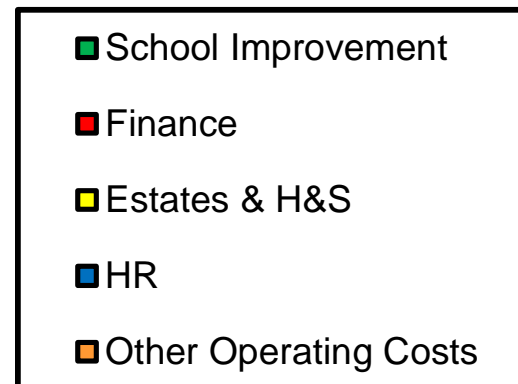 School Improvement
Finance
Estates & H&S
HR
Other Operating Costs